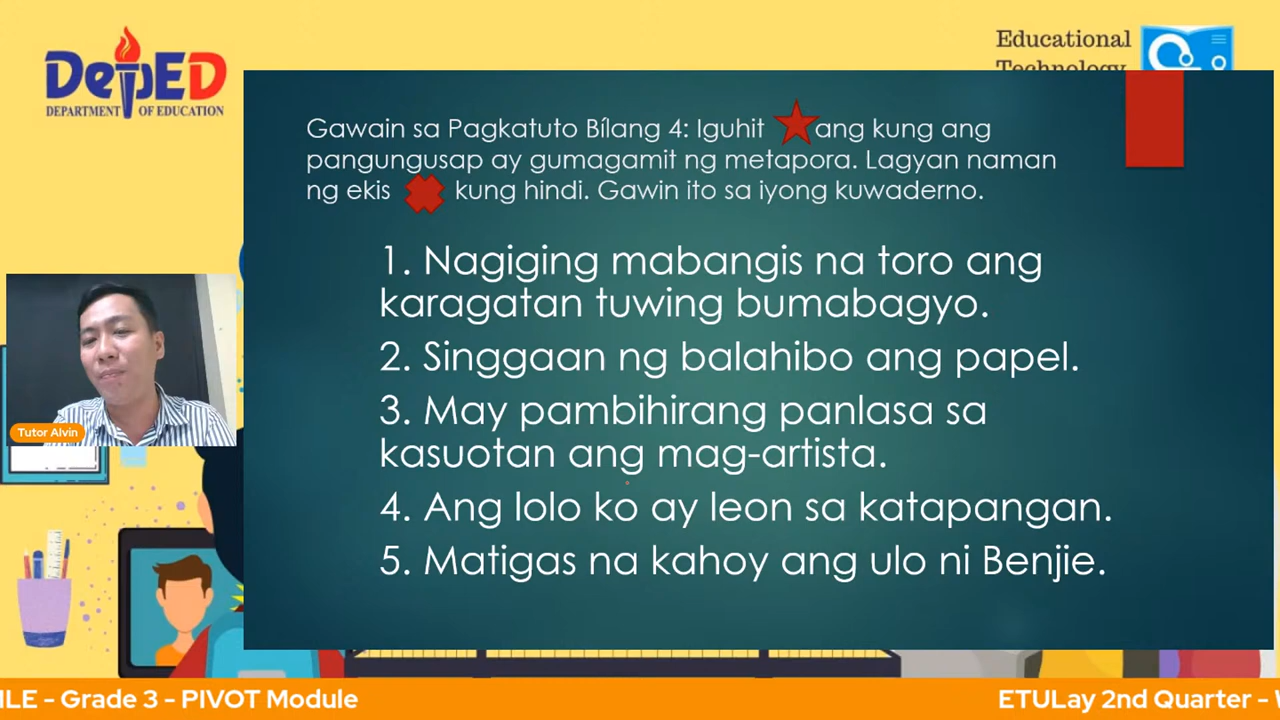 DepED
DEPARTMENT OF EDUCATION
Educational
Technology
Gawain sa Pagkatuto Bílang 4: Iguhit ang kung ang
pangungusap ay gumagamit ng metapora. Lagyan naman
ng ekis kung hindi. Gawin ito sa iyong kuwaderno.
1. Nagiging mabangis na toro ang
karagatan tuwing bumabagyo.
2. Singgaan ng balahibo ang papel.
3. May pambihirang panlasa sa
kasuotan ang mag-artista.
4. Ang lolo ko ay leon sa katapangan.
5. Matigas na kahoy ang ulo ni Benjie.
Tutor Alvin
- Grade 3 - PIVOT Module
ETULay 2nd Quarter -